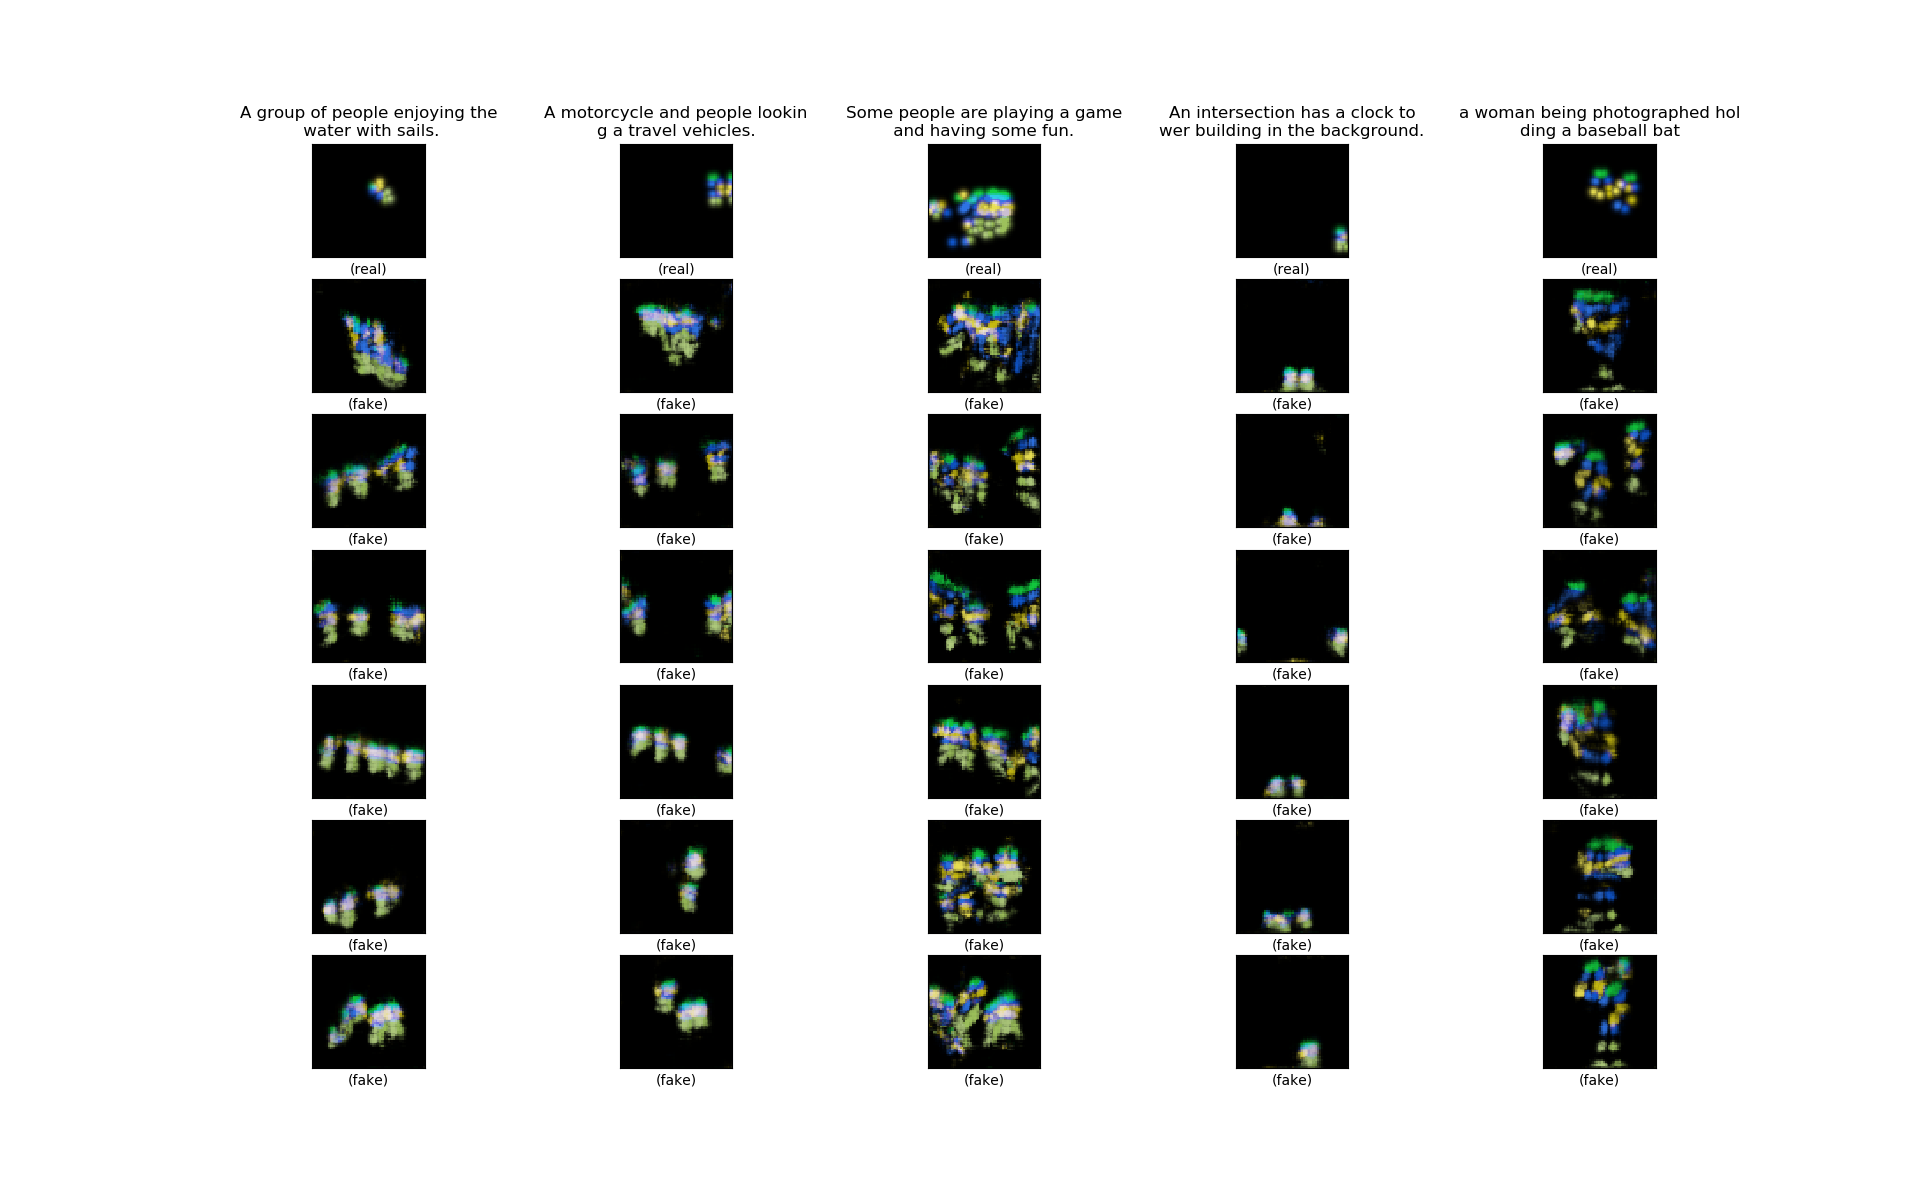 A group of people enjoying the
water with sails.
A motorcycle and people lookin
g a travel vehicles.
Some people are playing a game
and having some fun.
An intersection has a clock to
wer building in the background.
a woman being photographed hol
ding a baseball bat
(real) (real) (real) (real) (real)
(fake) (fake) (fake) (fake) (fake)
(fake) (fake) (fake) (fake) (fake)
(fake) (fake) (fake) (fake) (fake)
(fake) (fake) (fake) (fake) (fake)
(fake) (fake) (fake) (fake) (fake)
(fake) (fake) (fake) (fake) (fake)